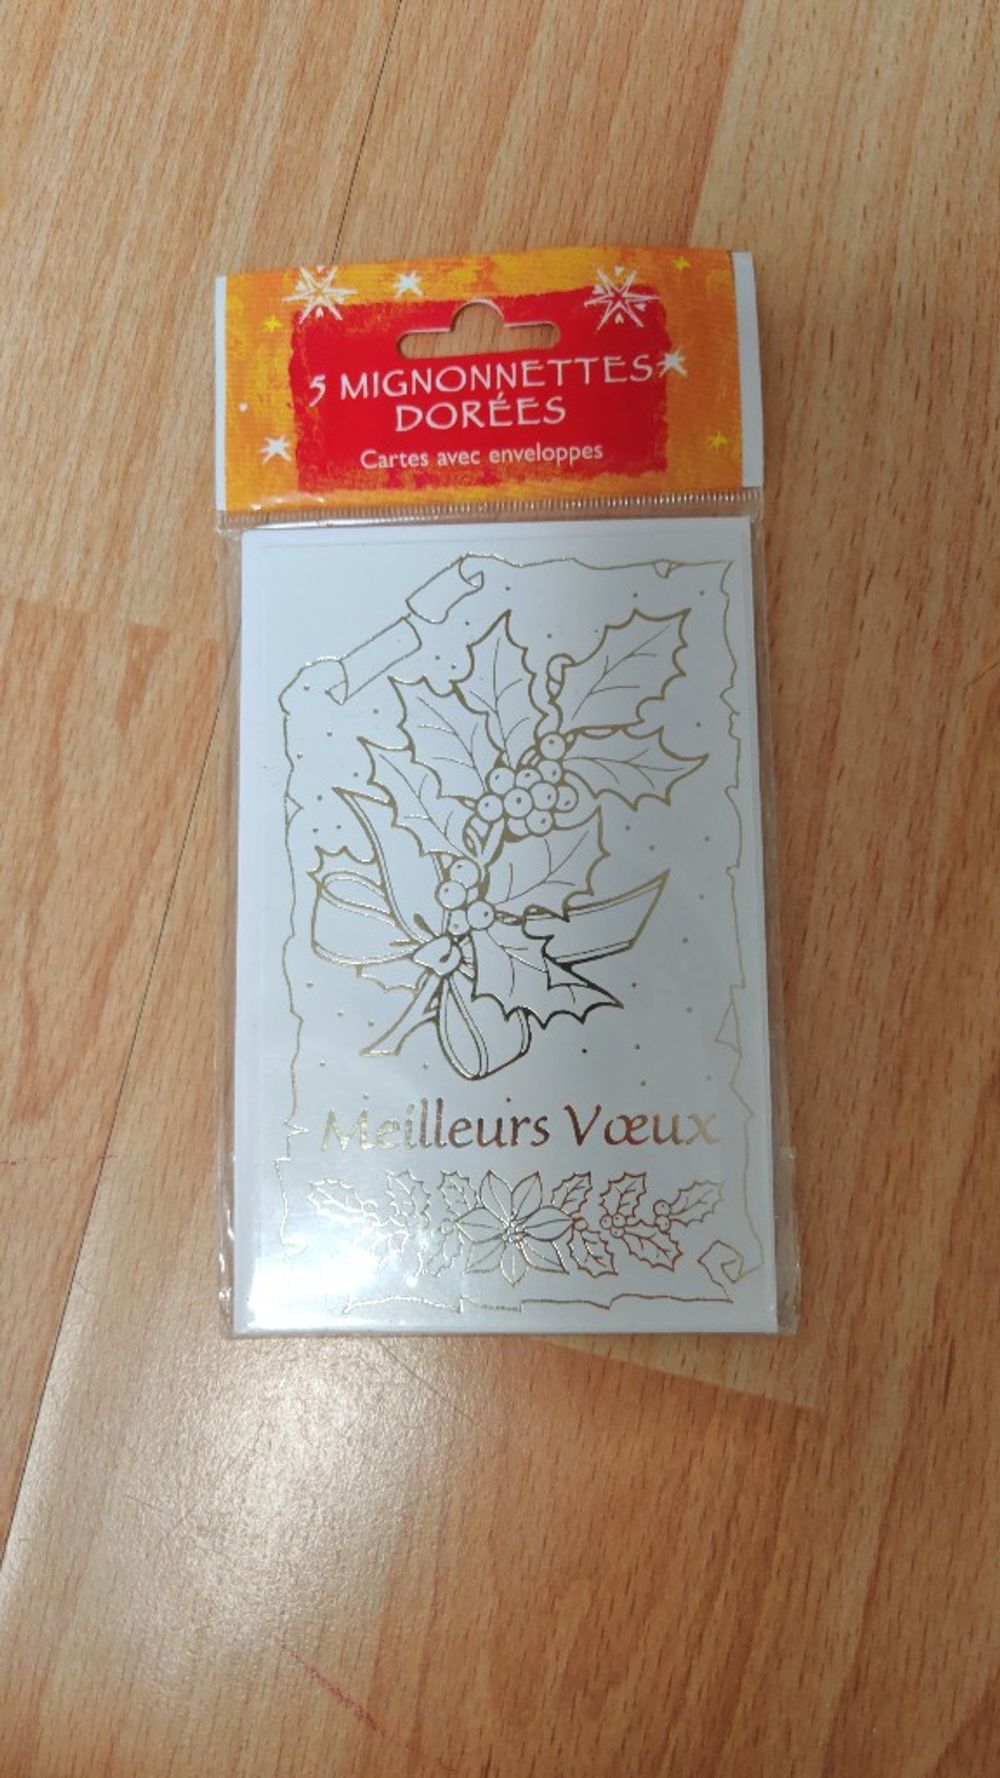 5 MIGNONNETTES
DORÉES
Cartes avec enveloppes
Meilleurs Vœux